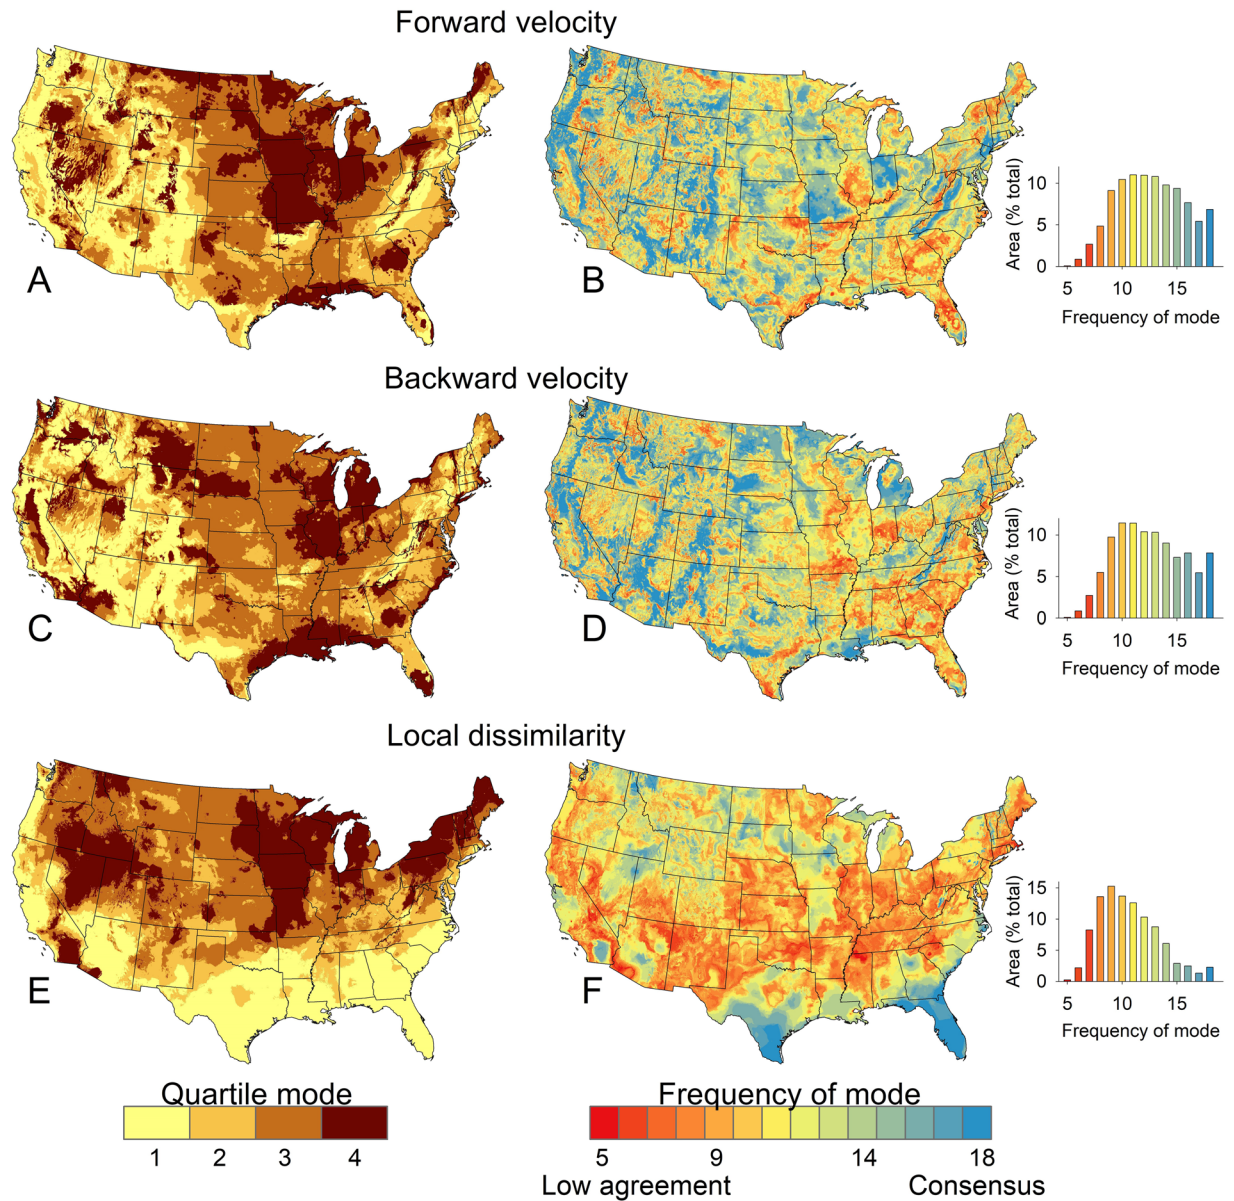 Forward velocity
A
B
Area (% total)
10
5
0
5 10 15
Frequency of mode
Backward velocity
C
D
Area (% total)
10
5
0
5 10 15
Frequency of mode
Local dissimilarity
E
F
Area (% total)
15
10
5
0
5 10 15
Frequency of mode
Quartile mode
1 2 3 4
Frequency of mode
5 9 14 18
Low agreement Consensus